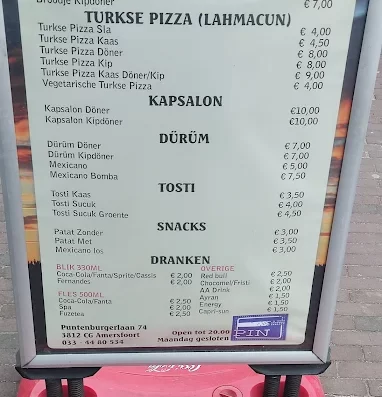 Broodje Kipdöner € 7,00
TURKSE PIZZA (LAHMACUN)
Turkse Pizza Sla € 4,00
Turkse Pizza Kaas € 4,50
Turkse Pizza Döner € 8,00
Turkse Pizza Kip € 8,00
Turkse Pizza Kaas Döner/Kip € 9,00
Vegetarische Turkse Pizza € 4,00
KAPSALON
Kapsalon Döner €10,00
Kapsalon Kipdöner €10,00
DÜRÜM
Dürüm Döner € 7,00
Dürüm Kipdöner € 7,00
Mexicano € 5,00
Mexicano Bomba € 7,50
TOSTI
Tosti Kaas € 3,50
Tosti Sucuk € 4,00
Tosti Sucuk Groente € 4,50
SNACKS
Patat Zonder € 3,00
Patat Met € 3,50
Mexicano los € 3,00
DRANKEN
BLIK 330ML
Coca-Cola/Fanta/Sprite/Cassis € 2,00
Fernandes € 2,00
FLES 500ML
Coca-Cola/Fanta € 2,50
Spa € 2,00
Fuzetea € 2,50
OVERIGE
Red bull € 2,50
Chocomel/Fristi € 2,00
AA Drink € 2,00
Ayran € 1,50
Energy € 1,50
Capri-sun € 1,50
Puntenburgerlaan 74
3812 CG Amersfoort
033 - 44 80 534
Open tot 20.00
Maandag gesloten
PIN
Coca-Cola